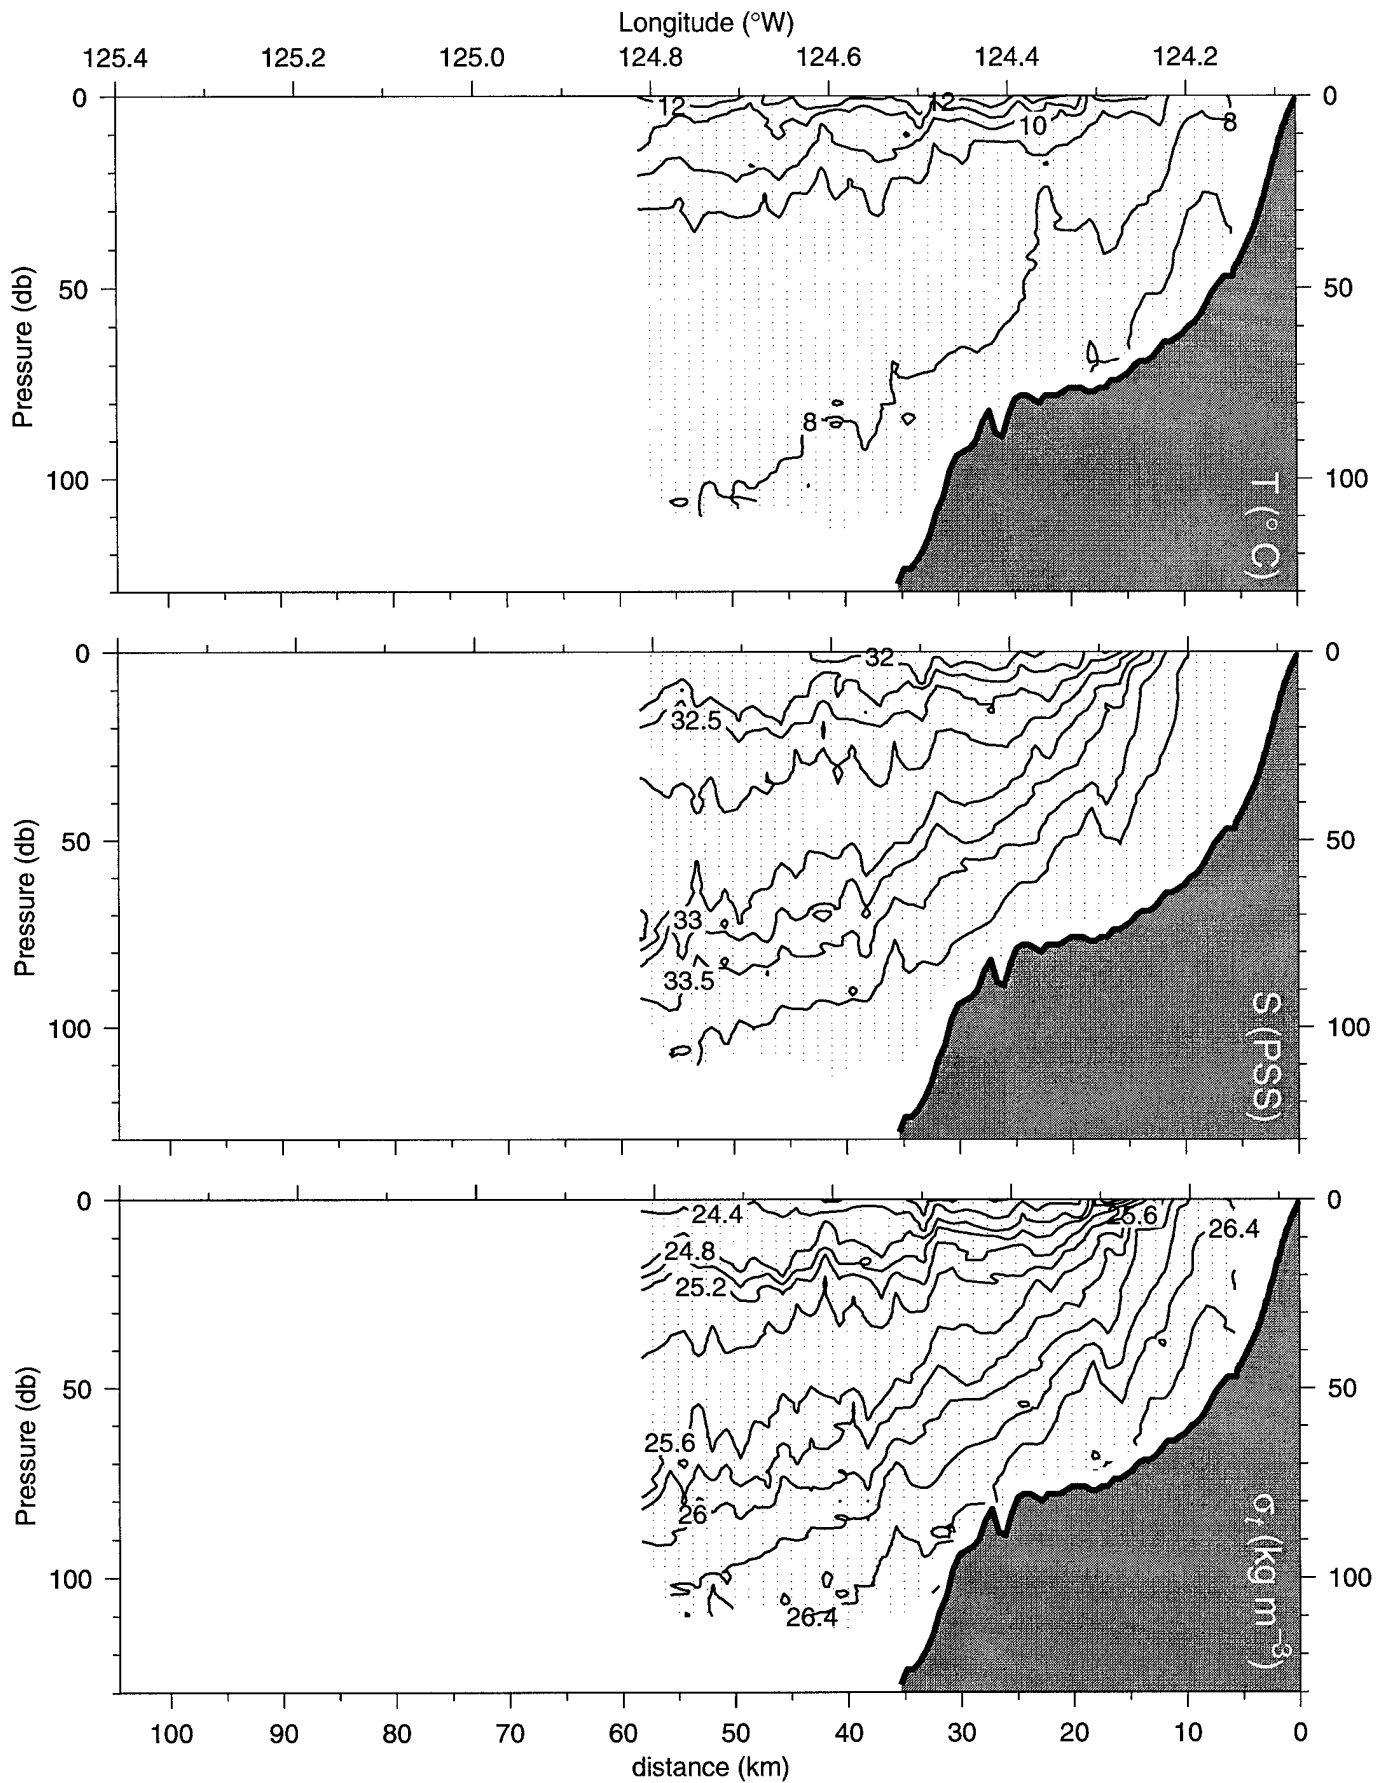 Longitude (°W)
125.4 125.2 125.0 124.8 124.6 124.4 124.2
0 12 12 10 8 0
Pressure (db)
50 50
8
100 100
T (° C)
0 32 0
32.5
Pressure (db)
50 50
33
33.5
100 100
S (PSS)
0 24.4 25.6 26.4 0
24.8
25.2
Pressure (db)
50 50
25.6
26
100 100
26.4
σt (kg m⁻³)
100 90 80 70 60 50 40 30 20 10 0
distance (km)